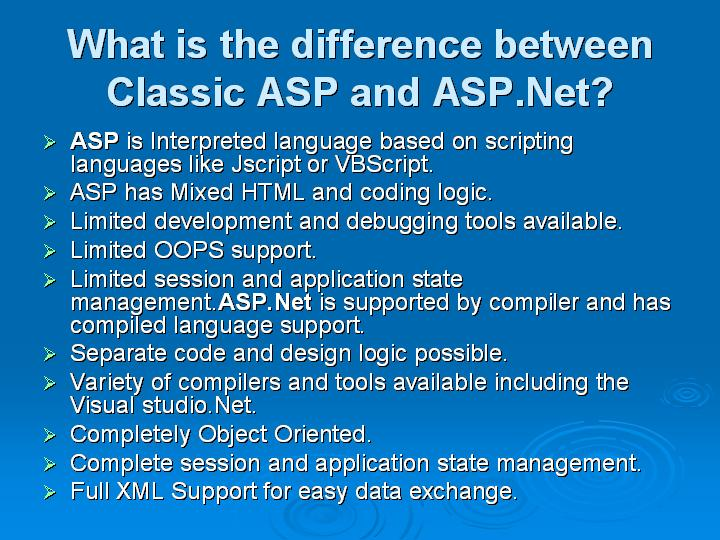 What is the difference between
Classic ASP and ASP.Net?
ASP is Interpreted language based on scripting
languages like Jscript or VBScript.
ASP has Mixed HTML and coding logic.
Limited development and debugging tools available.
Limited OOPS support.
Limited session and application state
management.ASP.Net is supported by compiler and has
compiled language support.
Separate code and design logic possible.
Variety of compilers and tools available including the
Visual studio.Net.
Completely Object Oriented.
Complete session and application state management.
Full XML Support for easy data exchange.